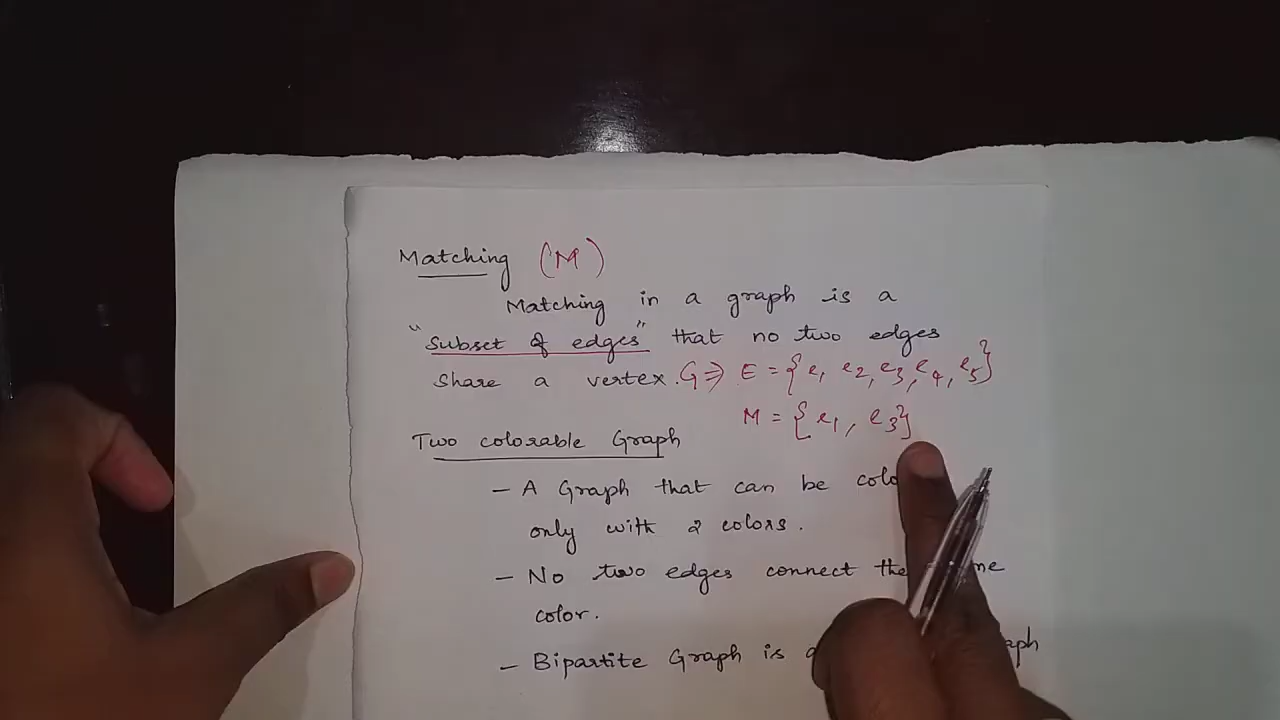 Matching (M)
Matching in a graph is a
"subset of edges" that no two edges
share a vertex. G ⇒ E = {e1 e2, e3, e4, e5}
M = {e1, e3}
Two colorable Graph
- A Graph that can be
only with 2 colors.
- No two edges connect the
color.
- Bipartite Graph is